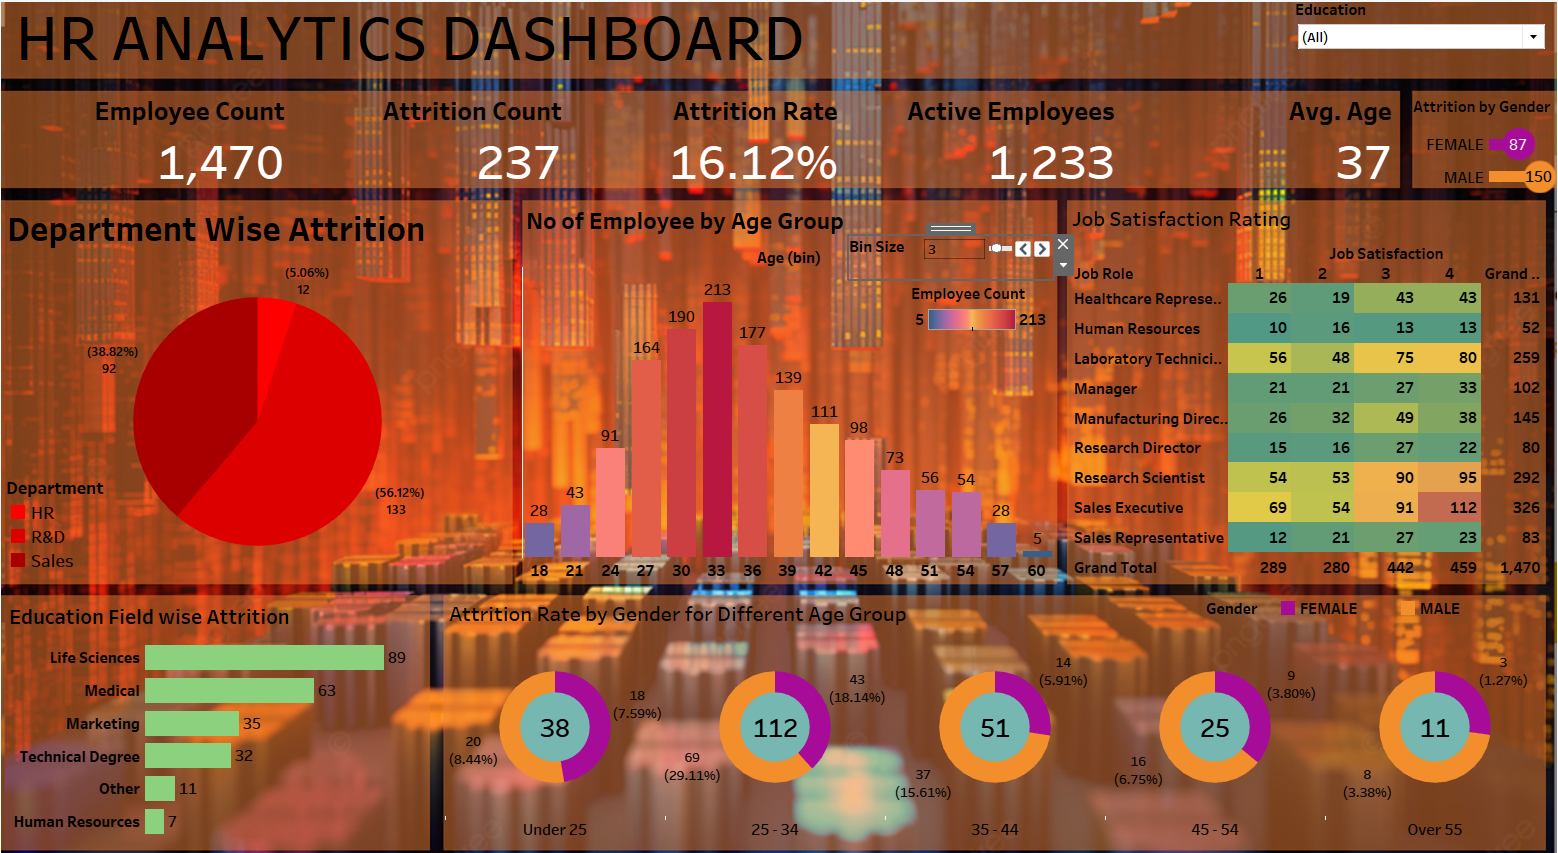 HR ANALYTICS DASHBOARD
Education
(All)
Employee Count
1,470
Attrition Count
237
Attrition Rate
16.12%
Active Employees
1,233
Avg. Age
37
Attrition by Gender
FEMALE 87
MALE 150
Department Wise Attrition
(5.06%)
12
(38.82%)
92
(56.12%)
133
Department
HR
R&D
Sales
No of Employee by Age Group
Bin Size 3
Age (bin)
Employee Count
5 213
28 43 91 164 190 213 177 139 111 98 73 56 54 28 5
18 21 24 27 30 33 36 39 42 45 48 51 54 57 60
Job Satisfaction Rating
Job Satisfaction
Job Role 1 2 3 4 Grand ..
Healthcare Represe.. 26 19 43 43 131
Human Resources 10 16 13 13 52
Laboratory Technici.. 56 48 75 80 259
Manager 21 21 27 33 102
Manufacturing Direc.. 26 32 49 38 145
Research Director 15 16 27 22 80
Research Scientist 54 53 90 95 292
Sales Executive 69 54 91 112 326
Sales Representative 12 21 27 23 83
Grand Total 289 280 442 459 1,470
Education Field wise Attrition
Life Sciences 89
Medical 63
Marketing 35
Technical Degree 32
Other 11
Human Resources 7
Attrition Rate by Gender for Different Age Group
Gender FEMALE MALE
18
(7.59%)
38
20
(8.44%)
Under 25
43
(18.14%)
112
69
(29.11%)
25 - 34
14
(5.91%)
51
37
(15.61%)
35 - 44
9
(3.80%)
25
16
(6.75%)
45 - 54
3
(1.27%)
11
8
(3.38%)
Over 55